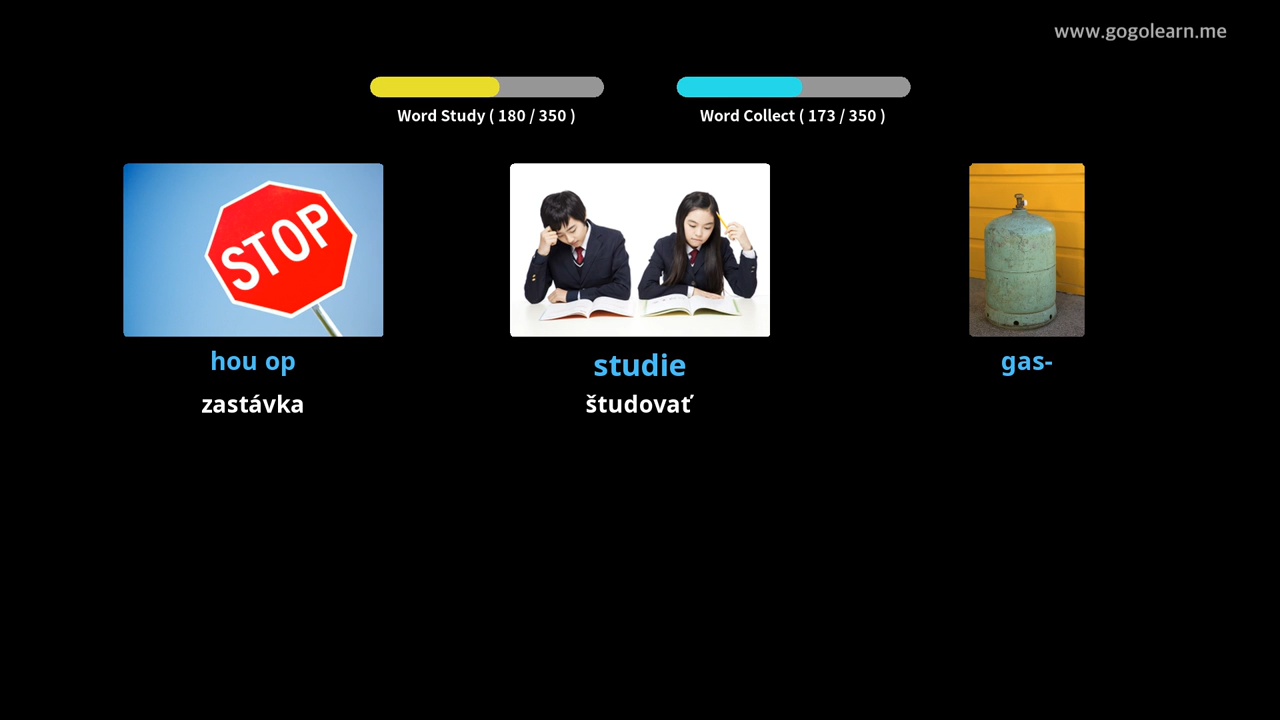 www.gogolearn.me
Word Study ( 180 / 350 )
Word Collect ( 173 / 350 )
STOP
hou op
studie
gas-
zastávka
študovať